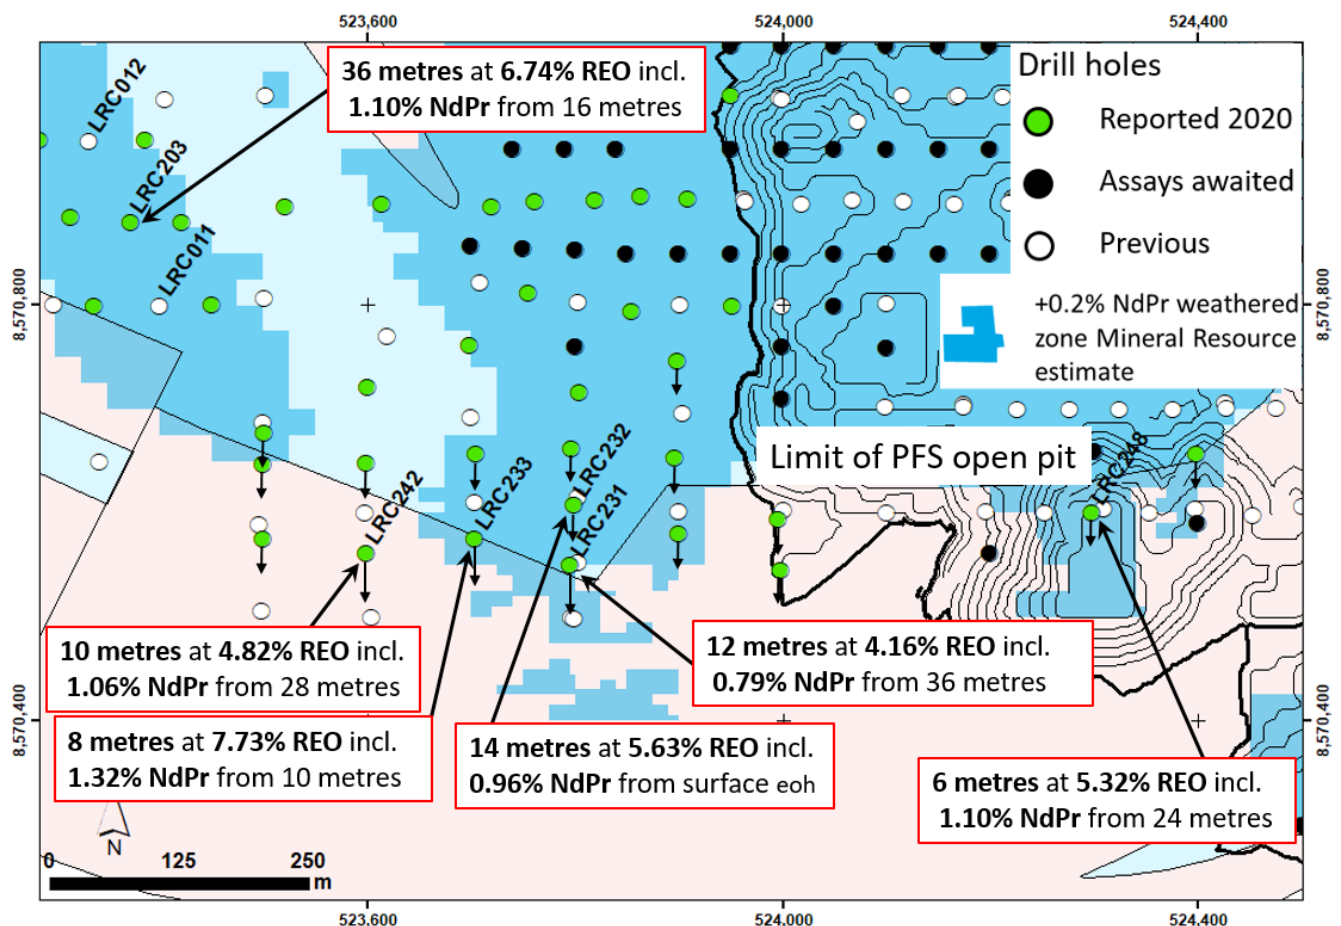 523,600
524,000
524,400
36 metres at 6.74% REO incl.
1.10% NdPr from 16 metres
Drill holes
Reported 2020
Assays awaited
Previous
+0.2% NdPr weathered
zone Mineral Resource
estimate
LRC012
LRC203
LRC011
8,570,800
8,570,800
Limit of PFS open pit
LRC248
LRC232
LRC231
LRC233
LRC242
10 metres at 4.82% REO incl.
1.06% NdPr from 28 metres
12 metres at 4.16% REO incl.
0.79% NdPr from 36 metres
8 metres at 7.73% REO incl.
1.32% NdPr from 10 metres
14 metres at 5.63% REO incl.
0.96% NdPr from surface eoh
6 metres at 5.32% REO incl.
1.10% NdPr from 24 metres
8,570,400
8,570,400
N
0 125 250
m
523,600
524,000
524,400